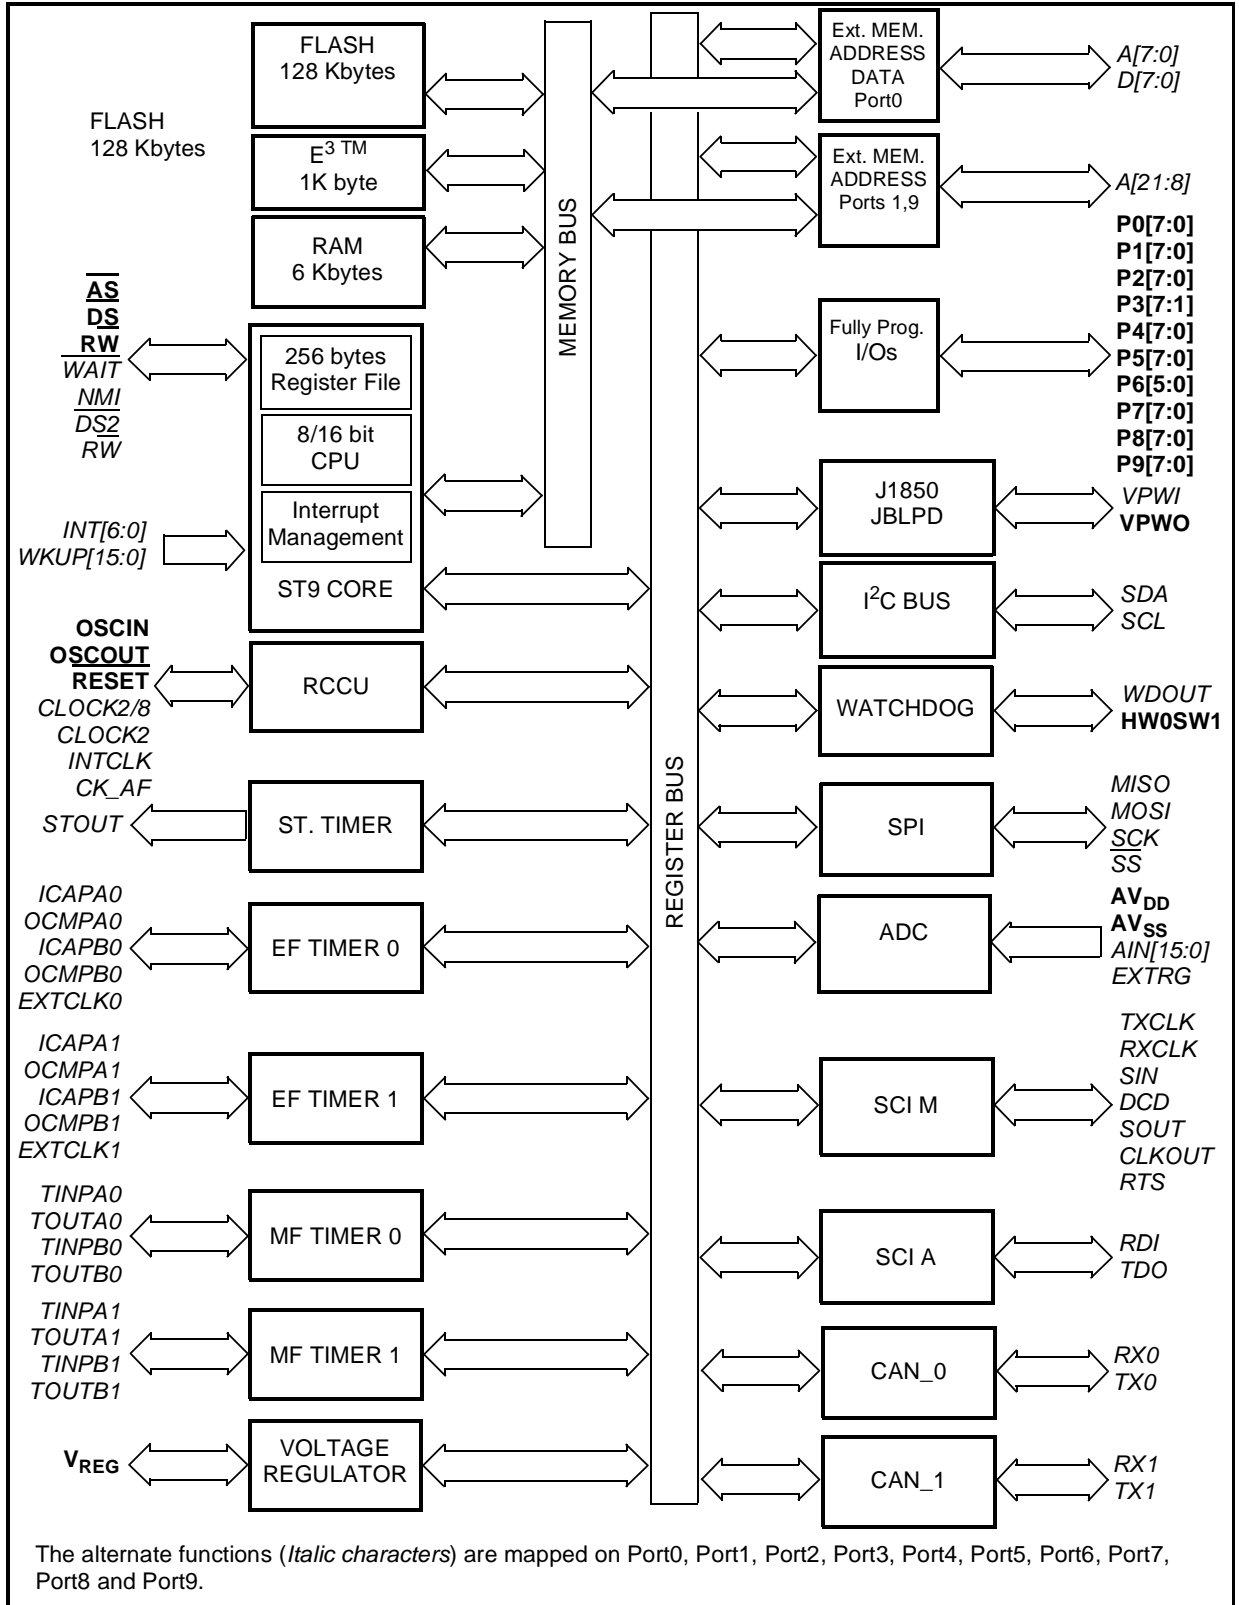 FLASH
128 Kbytes
FLASH
128 Kbytes
E³ ™
1K byte
RAM
6 Kbytes
AS
DS
RW
WAIT
NMI
DS2
RW
256 bytes
Register File
8/16 bit
CPU
Interrupt
Management
ST9 CORE
INT[6:0]
WKUP[15:0]
OSCIN
OSCOUT
RESET
CLOCK2/8
CLOCK2
INTCLK
CK_AF
RCCU
STOUT
ST. TIMER
ICAPA0
OCMPA0
ICAPB0
OCMPB0
EXTCLK0
EF TIMER 0
ICAPA1
OCMPA1
ICAPB1
OCMPB1
EXTCLK1
EF TIMER 1
TINPA0
TOUTA0
TINPB0
TOUTB0
MF TIMER 0
TINPA1
TOUTA1
TINPB1
TOUTB1
MF TIMER 1
VREG
VOLTAGE
REGULATOR
MEMORY BUS
REGISTER BUS
Ext. MEM.
ADDRESS
DATA
Port0
A[7:0]
D[7:0]
Ext. MEM.
ADDRESS
Ports 1,9
A[21:8]
Fully Prog.
I/Os
P0[7:0]
P1[7:0]
P2[7:0]
P3[7:1]
P4[7:0]
P5[7:0]
P6[5:0]
P7[7:0]
P8[7:0]
P9[7:0]
J1850
JBLPD
VPWI
VPWO
I²C BUS
SDA
SCL
WATCHDOG
WDOUT
HW0SW1
SPI
MISO
MOSI
SCK
SS
ADC
AVDD
AVSS
AIN[15:0]
EXTRG
SCI M
TXCLK
RXCLK
SIN
DCD
SOUT
CLKOUT
RTS
SCI A
RDI
TDO
CAN_0
RX0
TX0
CAN_1
RX1
TX1
The alternate functions (Italic characters) are mapped on Port0, Port1, Port2, Port3, Port4, Port5, Port6, Port7,
Port8 and Port9.